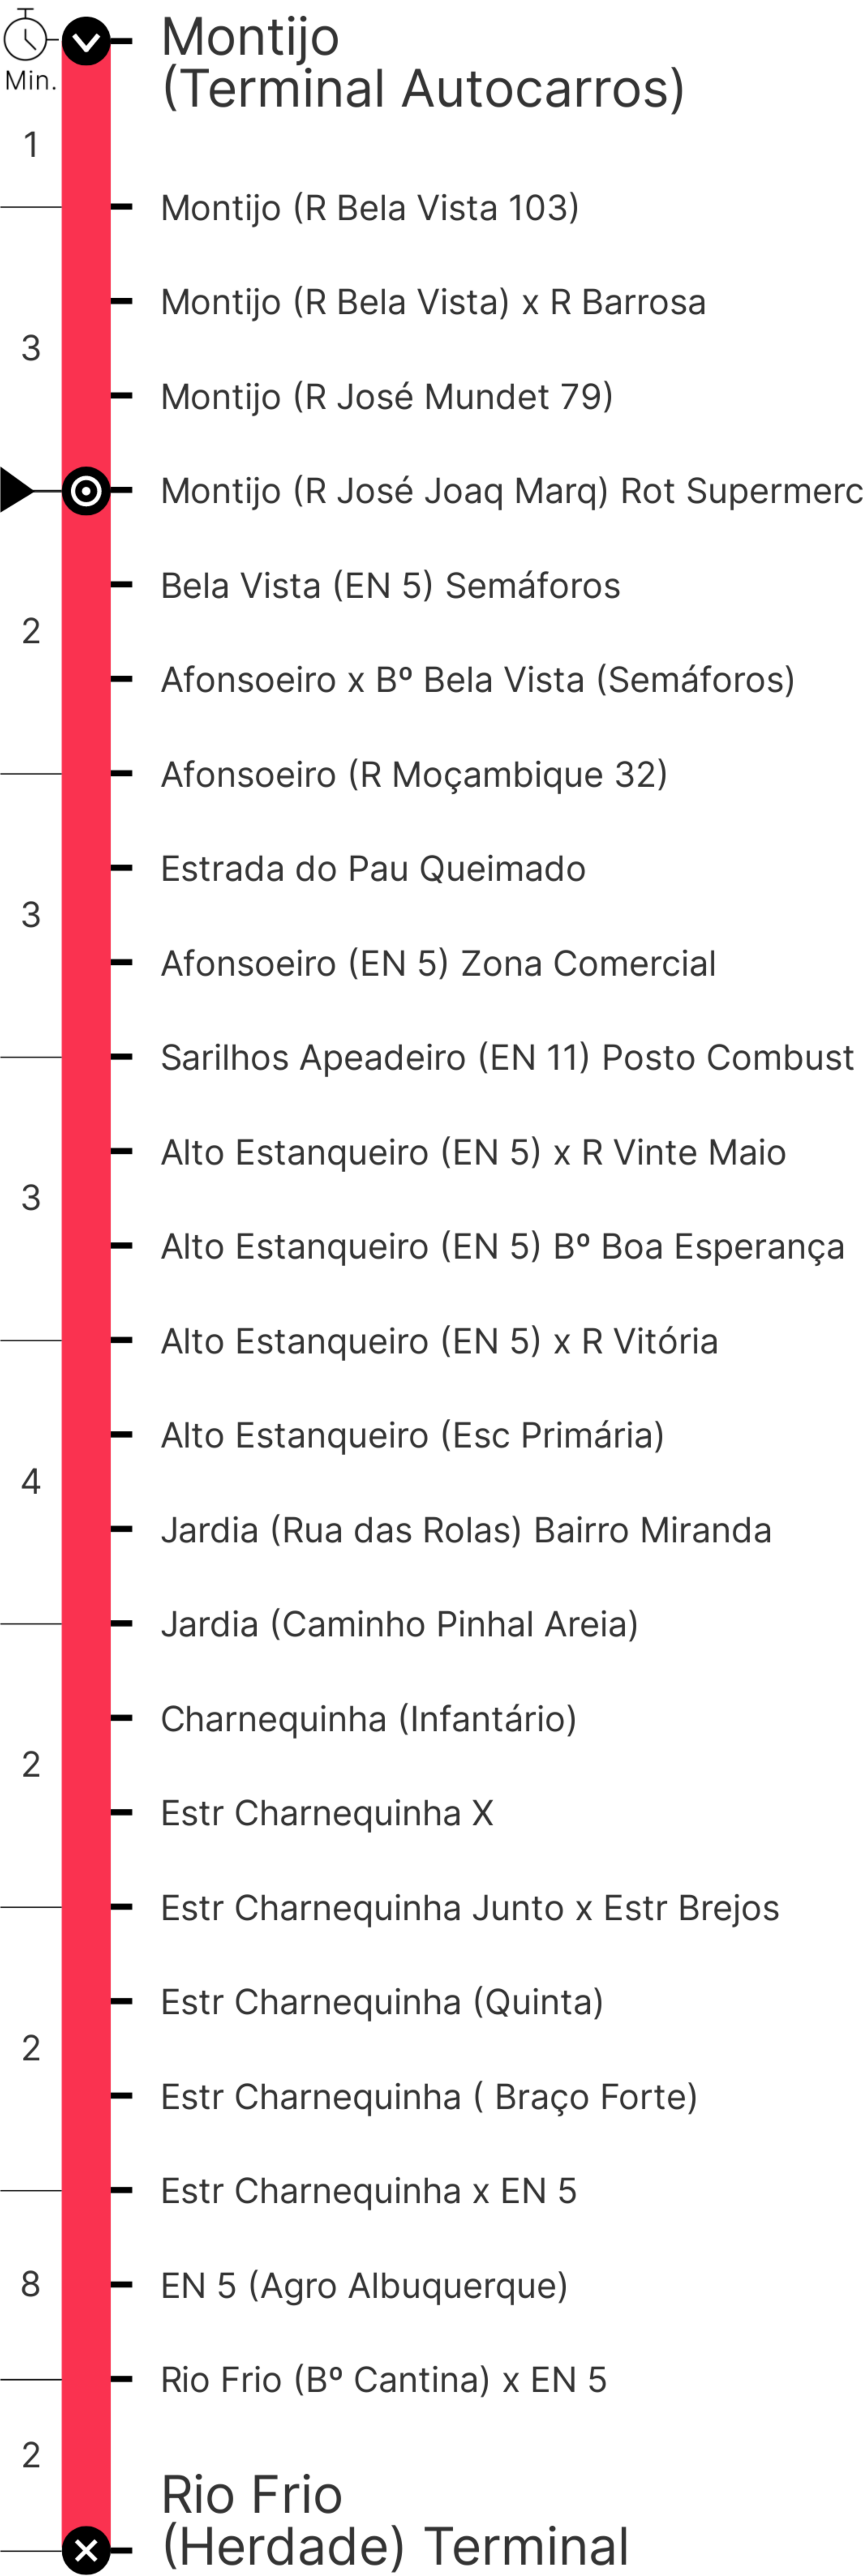 Montijo
(Terminal Autocarros)
Min.
1
Montijo (R Bela Vista 103)
Montijo (R Bela Vista) x R Barrosa
3
Montijo (R José Mundet 79)
Montijo (R José Joaq Marq) Rot Supermerc
Bela Vista (EN 5) Semáforos
2
Afonsoeiro x Bº Bela Vista (Semáforos)
Afonsoeiro (R Moçambique 32)
Estrada do Pau Queimado
3
Afonsoeiro (EN 5) Zona Comercial
Sarilhos Apeadeiro (EN 11) Posto Combust
Alto Estanqueiro (EN 5) x R Vinte Maio
3
Alto Estanqueiro (EN 5) Bº Boa Esperança
Alto Estanqueiro (EN 5) x R Vitória
Alto Estanqueiro (Esc Primária)
4
Jardia (Rua das Rolas) Bairro Miranda
Jardia (Caminho Pinhal Areia)
Charnequinha (Infantário)
2
Estr Charnequinha X
Estr Charnequinha Junto x Estr Brejos
Estr Charnequinha (Quinta)
2
Estr Charnequinha ( Braço Forte)
Estr Charnequinha x EN 5
8
EN 5 (Agro Albuquerque)
Rio Frio (Bº Cantina) x EN 5
2
Rio Frio
(Herdade) Terminal